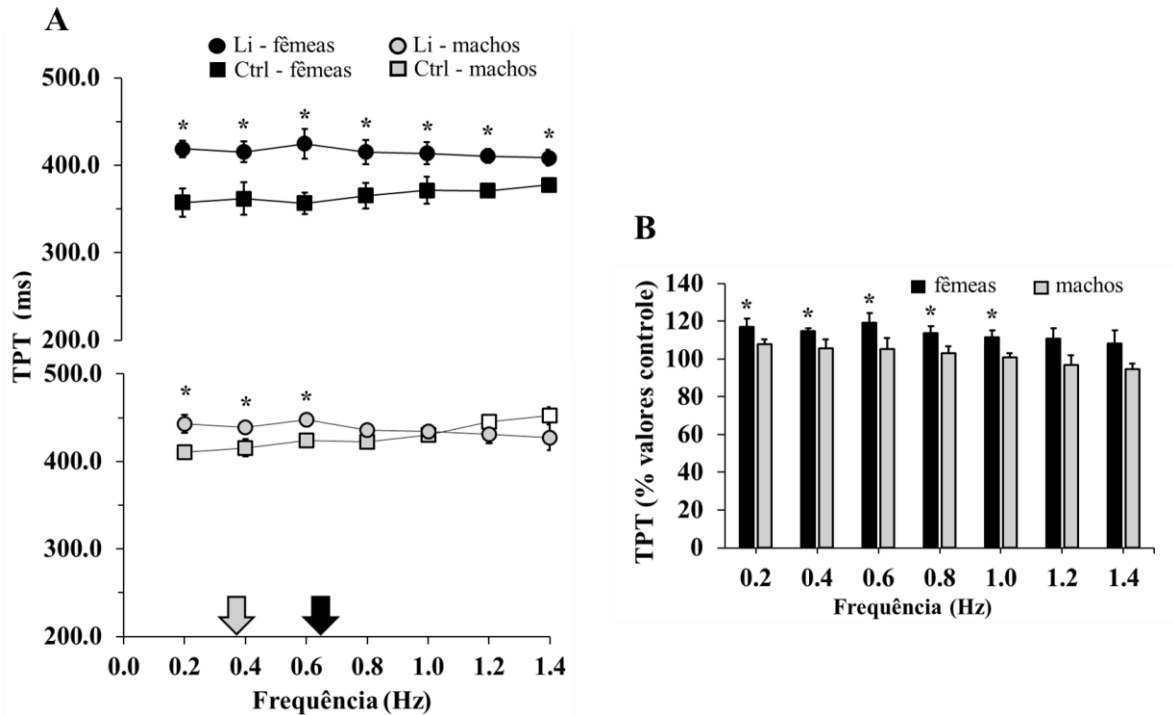 A
Li - fêmeas Li - machos
Ctrl - fêmeas Ctrl - machos
500.0
* * * * * * *
400.0
300.0
200.0
TPT (ms)
500.0
* * *
400.0
300.0
200.0
0.0 0.2 0.4 0.6 0.8 1.0 1.2 1.4
Frequência (Hz)
B
fêmeas machos
140
* * * * *
120
100
80
60
40
20
0
TPT (% valores controle)
0.2 0.4 0.6 0.8 1.0 1.2 1.4
Frequência (Hz)